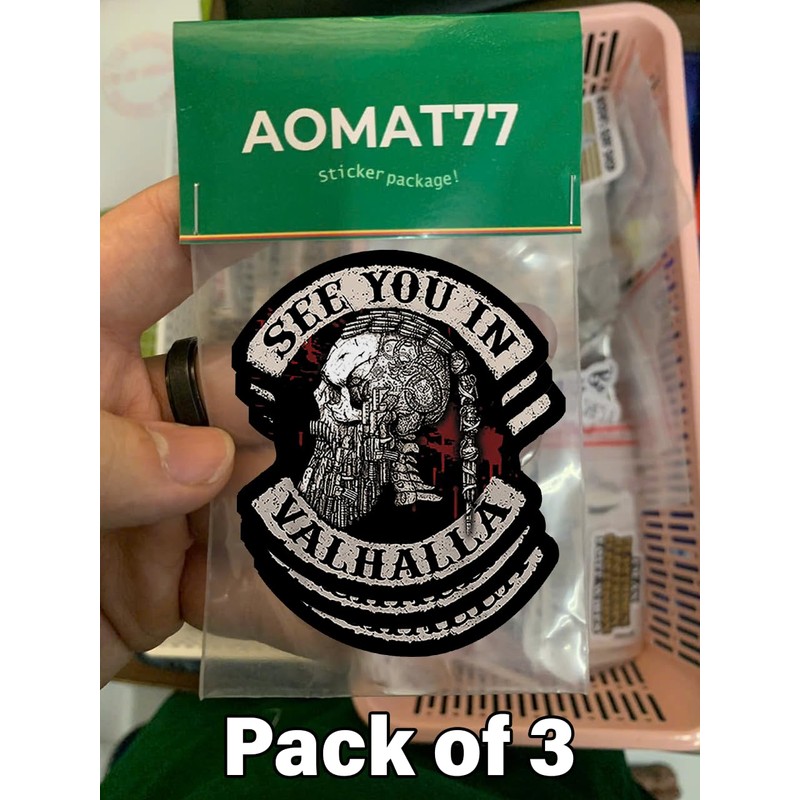 AOMAT77
Sticker package!
SEE YOU IN
VALHALLA
Pack of 3